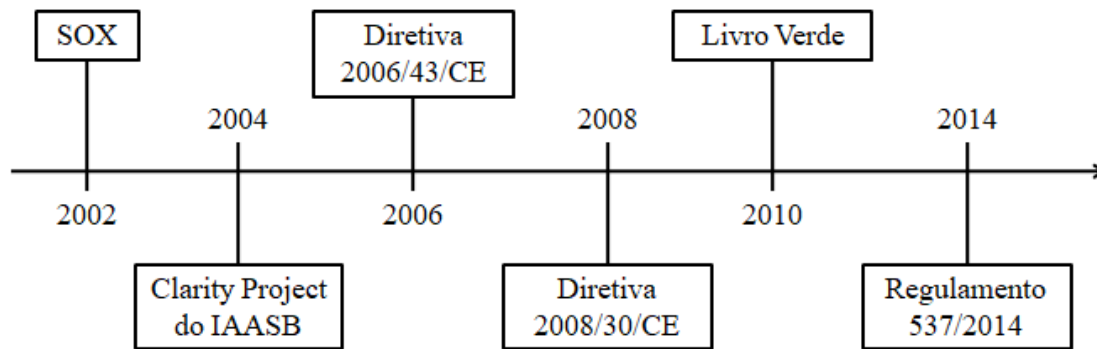 SOX
Diretiva
2006/43/CE
Livro Verde
2004
2008
2014
2002
2006
2010
Clarity Project
do IAASB
Diretiva
2008/30/CE
Regulamento
537/2014